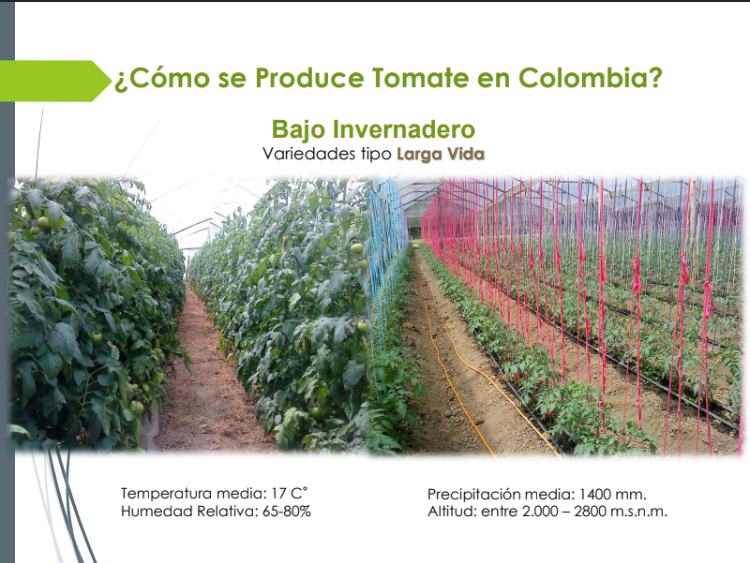 ¿Cómo se Produce Tomate en Colombia?
Bajo Invernadero
Variedades tipo Larga Vida
Temperatura media: 17 C°
Humedad Relativa: 65-80%
Precipitación media: 1400 mm.
Altitud: entre 2.000 – 2800 m.s.n.m.